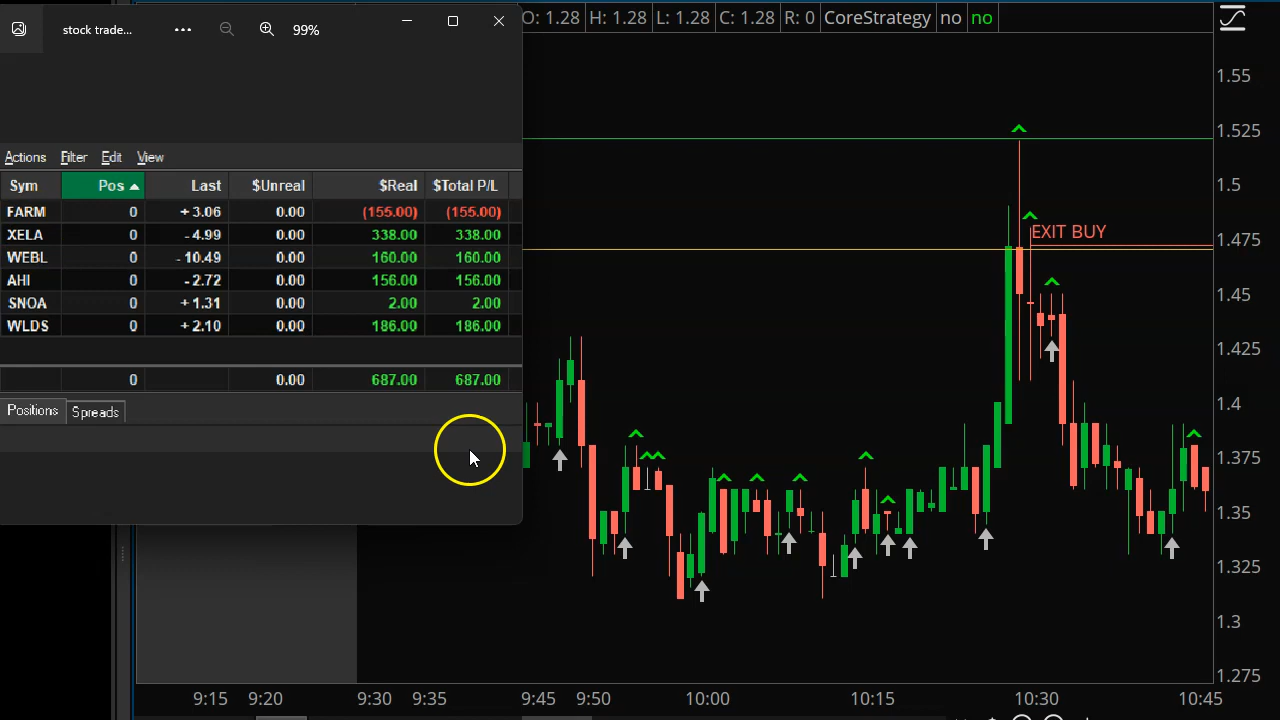 stock trade... ••• 99%
O: 1.28 H: 1.28 L: 1.28 C: 1.28 R: 0 CoreStrategy no no
Actions Filter Edit View
Sym Pos Last $Unreal $Real $Total P/L
FARM 0 +3.06 0.00 (155.00) (155.00)
XELA 0 -4.99 0.00 338.00 338.00
WEBL 0 -10.49 0.00 160.00 160.00
AHI 0 -2.72 0.00 156.00 156.00
SNOA 0 +1.31 0.00 2.00 2.00
WLDS 0 +2.10 0.00 186.00 186.00
0 0.00 687.00 687.00
Positions Spreads
EXIT BUY
1.55
1.525
1.5
1.475
1.45
1.425
1.4
1.375
1.35
1.325
1.3
1.275
9:15 9:20 9:30 9:35 9:45 9:50 10:00 10:15 10:30 10:45